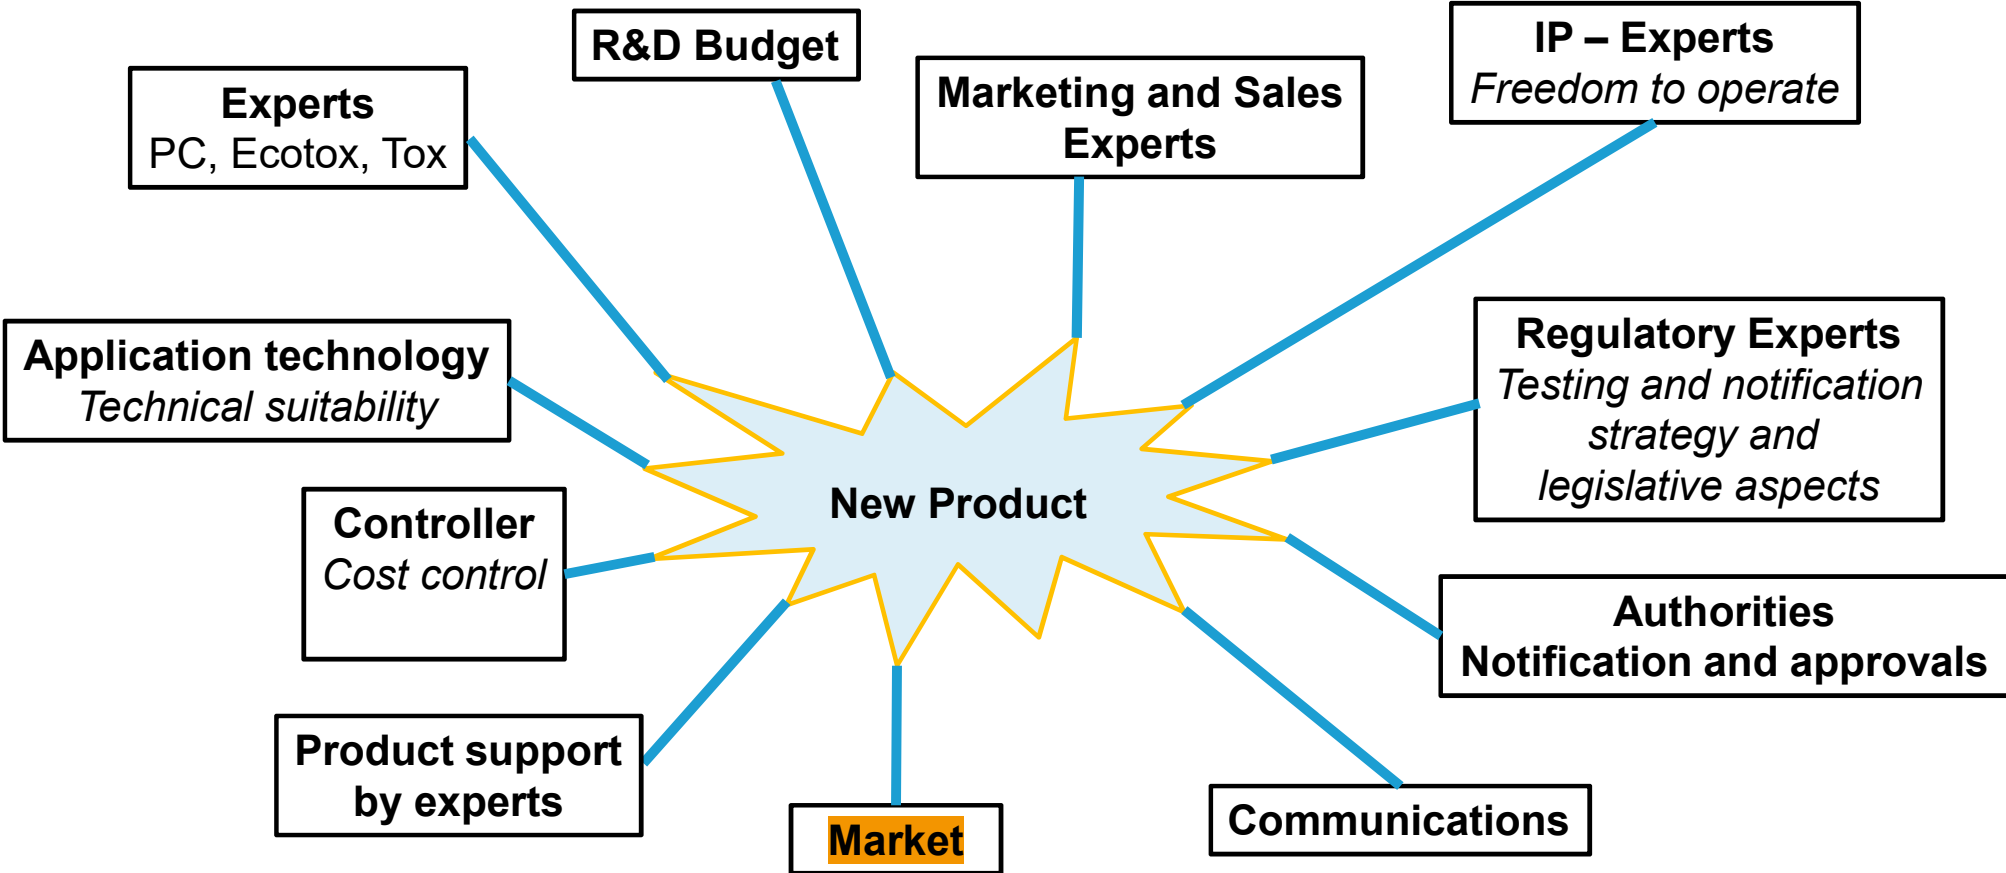 R&D Budget
IP – Experts
Freedom to operate
Experts
PC, Ecotox, Tox
Marketing and Sales
Experts
Application technology
Technical suitability
Regulatory Experts
Testing and notification
strategy and
legislative aspects
Controller
Cost control
New Product
Authorities
Notification and approvals
Product support
by experts
Market
Communications